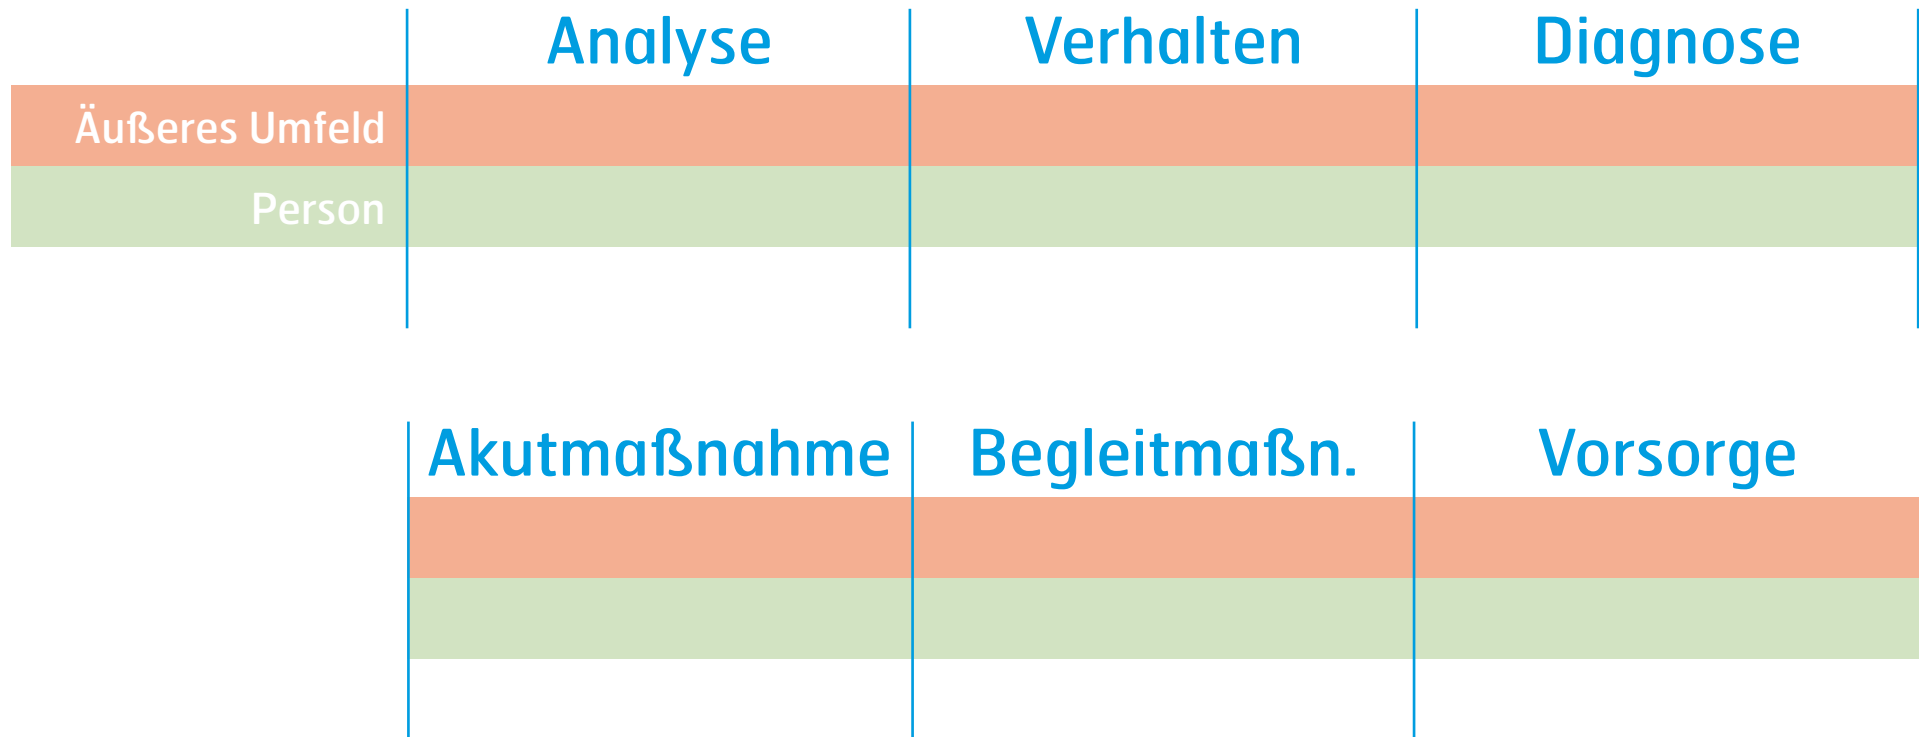 Analyse Verhalten Diagnose
Äußeres Umfeld
Person
Akutmaßnahme Begleitmaßn. Vorsorge